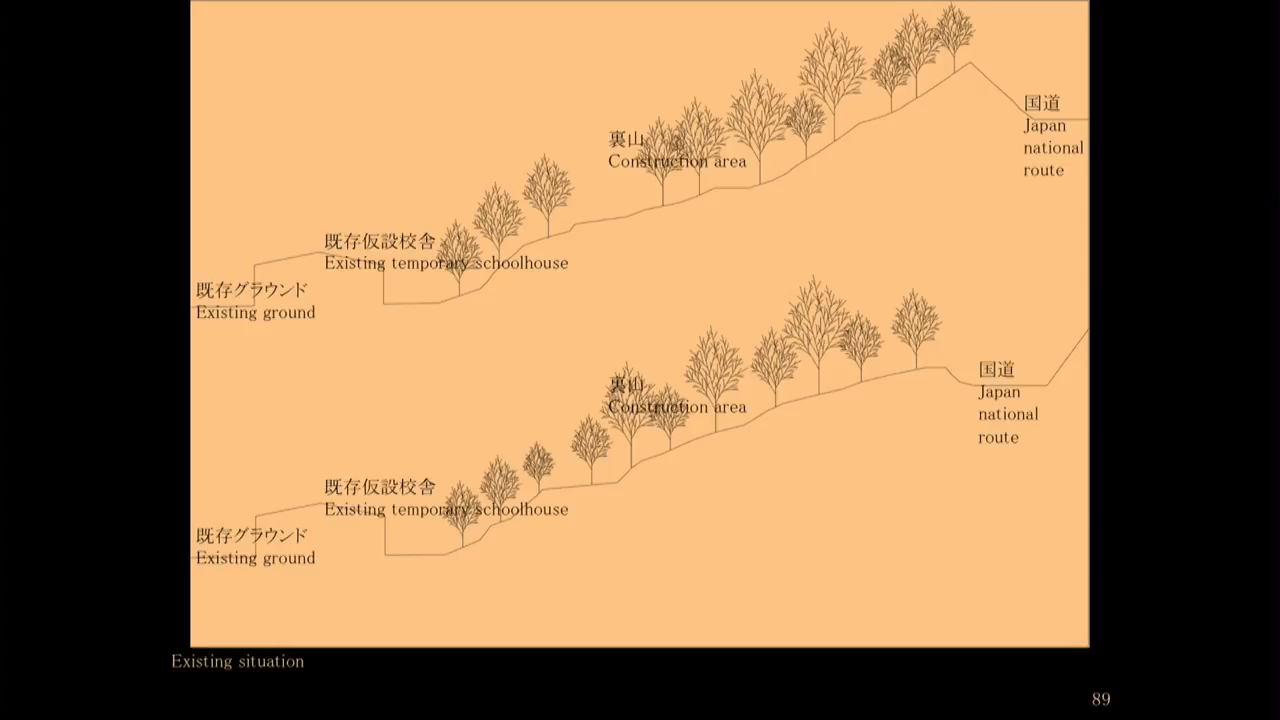 国道
Japan
national
route
裏山
Construction area
既存仮設校舎
Existing temporary schoolhouse
既存グラウンド
Existing ground
国道
Japan
national
route
裏山
Construction area
既存仮設校舎
Existing temporary schoolhouse
既存グラウンド
Existing ground
Existing situation
89